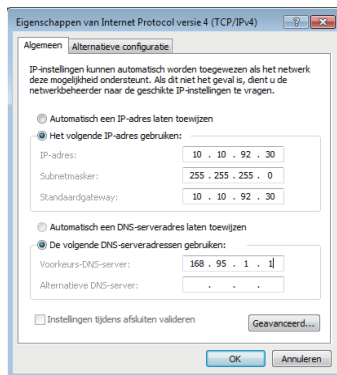 Eigenschappen van Internet Protocol versie 4 (TCP/IPv4)
Algemeen
Alternatieve configuratie
IP-instellingen kunnen automatisch worden toegewezen als het netwerk
deze mogelijkheid ondersteunt. Als dit niet het geval is, dient u de
netwerkbeheerder naar de geschikte IP-instellingen te vragen.
Automatisch een IP-adres laten toewijzen
Het volgende IP-adres gebruiken:
IP-adres: 10 . 10 . 92 . 30
Subnetmasker: 255 . 255 . 255 . 0
Standaardgateway: 10 . 10 . 92 . 30
Automatisch een DNS-serveradres laten toewijzen
De volgende DNS-serveradressen gebruiken:
Voorkeurs-DNS-server: 168 . 95 . 1 . 1
Alternatieve DNS-server: . . .
Instellingen tijdens afsluiten valideren
Geavanceerd...
OK
Annuleren